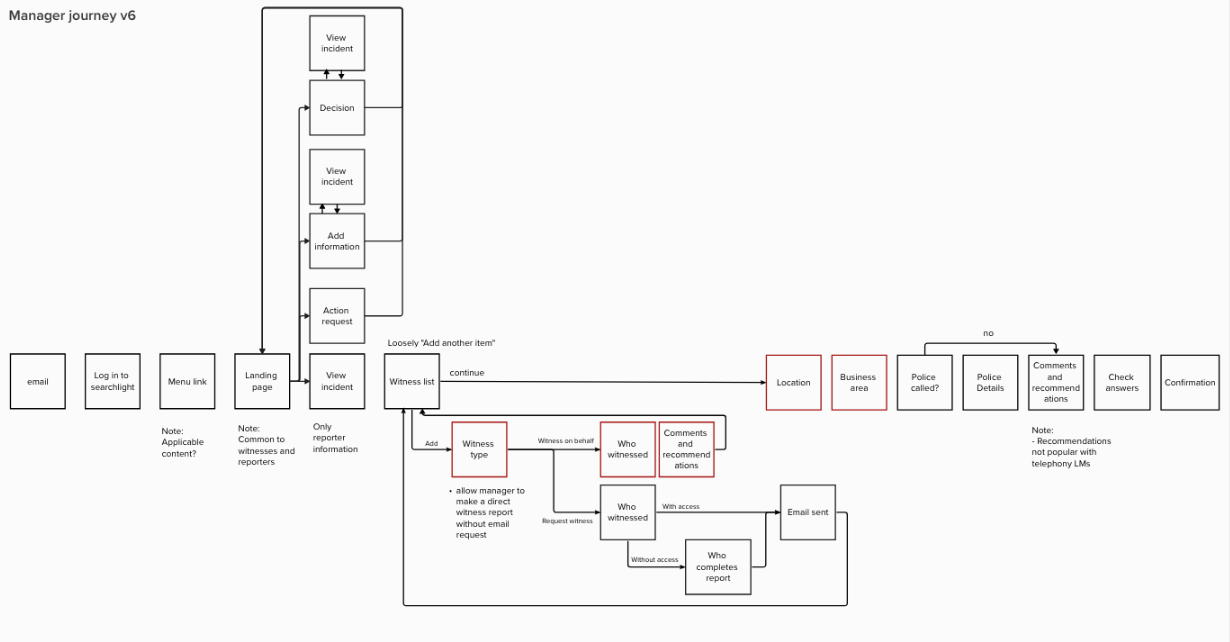 Manager journey v6
View
incident
Decision
View
incident
Add
information
Action
request
Loosely "Add another item"
no
email
Log in to
searchlight
Menu link
Landing
page
View
incident
Witness list
continue
Location
Business
area
Police
called?
Police
Details
Comments
and
recommend
ations
Check
answers
Confirmation
Note:
Applicable
content?
Note:
Common to
witnesses and
reporters
Only
reporter
information
Add
Witness
type
Witness on behalf
Who
witnessed
Comments
and
recommend
ations
Note:
- Recommendations
not popular with
telephony LMs
• allow manager to
make a direct
witness report
without email
request
Request witness
Who
witnessed
With access
Email sent
Without access
Who
completes
report